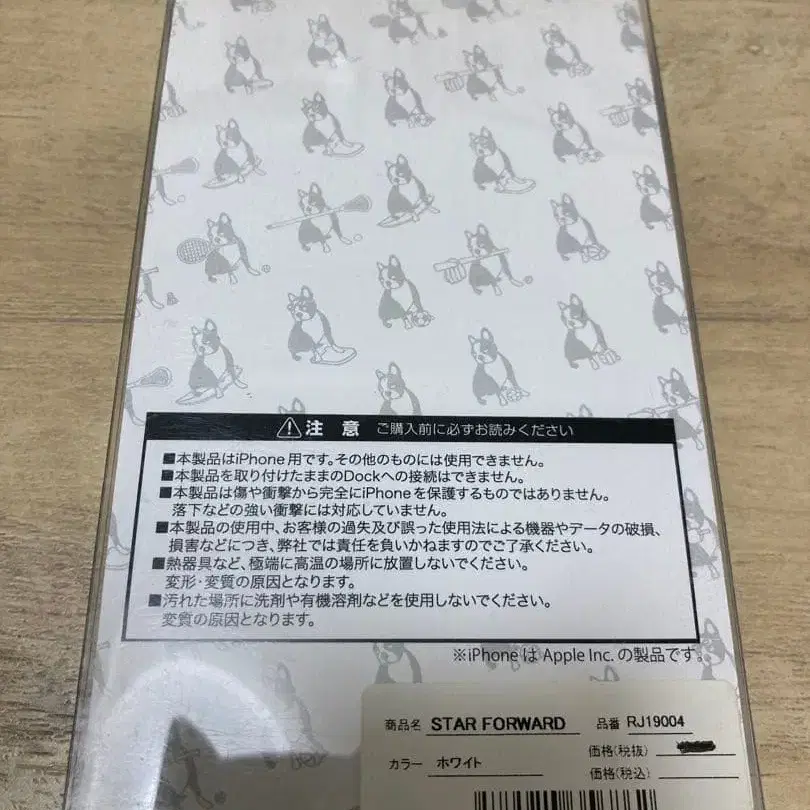 注 意 ご購入前に必ずお読みください
■本製品はiPhone用です。その他のものには使用できません。
■本製品を取り付けたままのDockへの接続はできません。
■本製品は傷や衝撃から完全にiPhoneを保護するものではありません。
落下などの強い衝撃には対応していません。
■本製品の使用中、お客様の過失及び誤った使用法による機器やデータの破損、
損害などにつき、弊社では責任を負いかねますのでご了承ください。
■熱器具など、極端に高温の場所に放置しないでください。
変形・変質の原因となります。
■汚れた場所に洗剤や有機溶剤などを使用しないでください。
変質の原因となります。
※iPhoneは Apple Inc. の製品です。
商品名 STAR FORWARD 品番 RJ19004
カラー ホワイト 価格(税抜)
価格(税込)